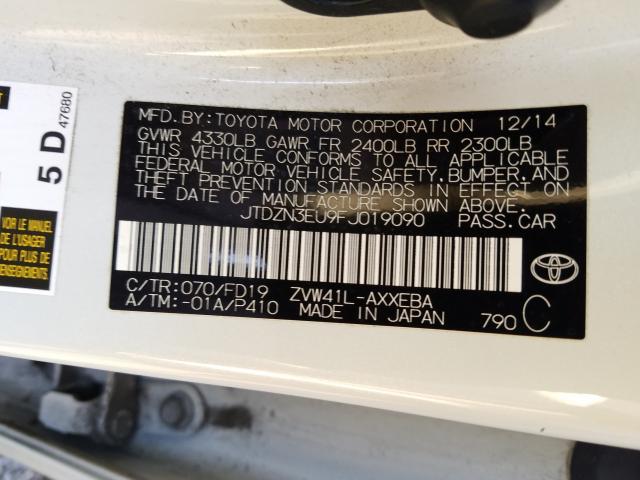 MFD.BY:TOYOTA MOTOR CORPORATION 12/14
GVWR 4330LB GAWR FR 2400LB RR 2300LB
THIS VEHICLE CONFORMS TO ALL APPLICABLE
FEDERAL MOTOR VEHICLE SAFETY, BUMPER, AND
THEFT PREVENTION STANDARDS IN EFFECT ON
THE DATE OF MANUFACTURE SHOWN ABOVE.
JTDZN3EU9FJ019090 PASS.CAR
C/TR:070/FD19 ZVW41L-AXXEBA
A/TM:-01A/P410 MADE IN JAPAN 790 C
5 D
47680
VOIR LE
DE L'USAGER
POUR PLUS DE
RENSEIGNEMENTS